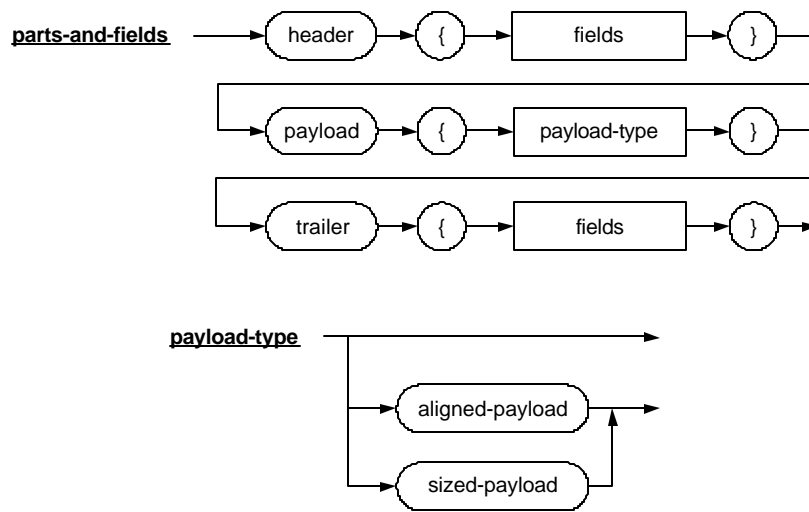 parts-and-fields header { fields }
payload { payload-type }
trailer { fields }
payload-type
aligned-payload
sized-payload